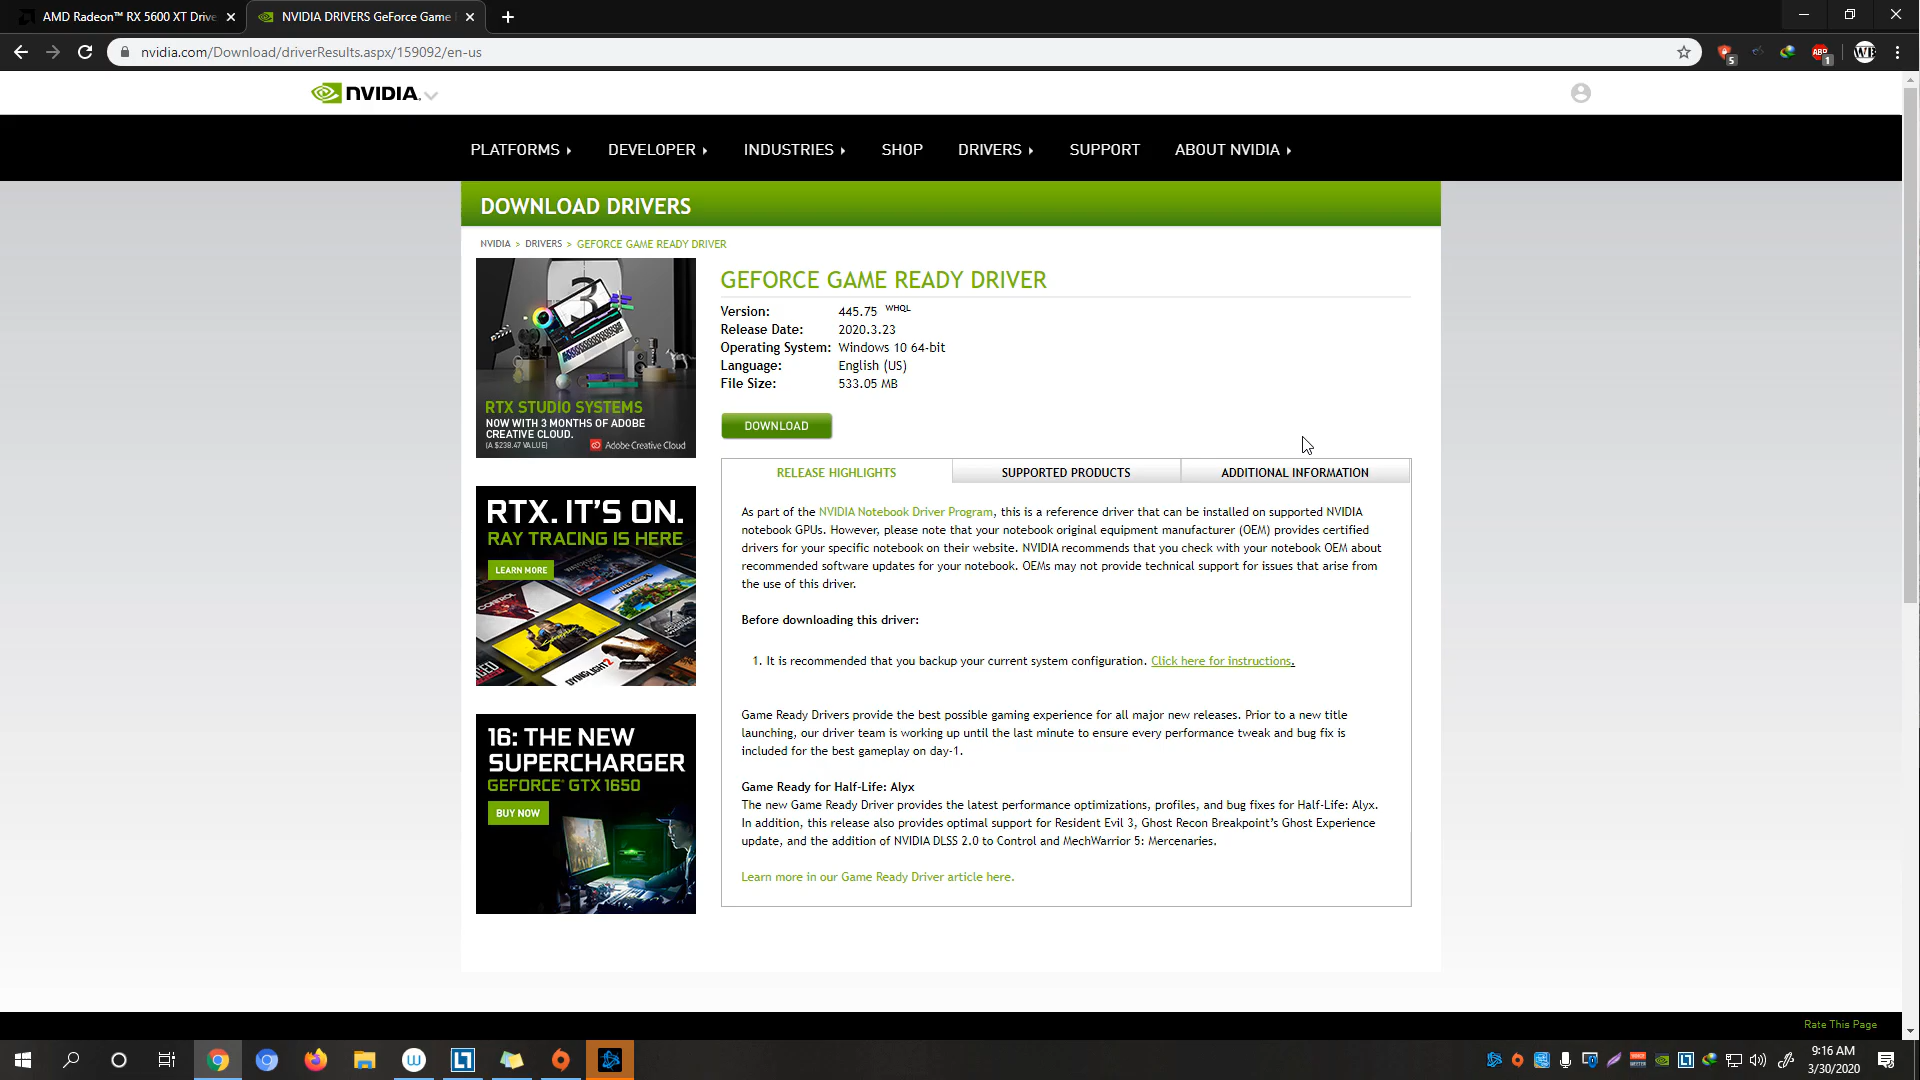 AMD Radeon™ RX 5600 XT Drive
NVIDIA DRIVERS GeForce Game
nvidia.com/Download/driverResults.aspx/159092/en-us
5
ABP
1
WB
NVIDIA.
PLATFORMS
DEVELOPER
INDUSTRIES
SHOP
DRIVERS
SUPPORT
ABOUT NVIDIA
DOWNLOAD DRIVERS
NVIDIA > DRIVERS > GEFORCE GAME READY DRIVER
3
RTX STUDIO SYSTEMS
NOW WITH 3 MONTHS OF ADOBE
CREATIVE CLOUD.
(A $238.47 VALUE)
Adobe Creative Cloud
GEFORCE GAME READY DRIVER
Version: 445.75 WHQL
Release Date: 2020.3.23
Operating System: Windows 10 64-bit
Language: English (US)
File Size: 533.05 MB
DOWNLOAD
RELEASE HIGHLIGHTS
SUPPORTED PRODUCTS
ADDITIONAL INFORMATION
As part of the NVIDIA Notebook Driver Program, this is a reference driver that can be installed on supported NVIDIA
notebook GPUs. However, please note that your notebook original equipment manufacturer (OEM) provides certified
drivers for your specific notebook on their website. NVIDIA recommends that you check with your notebook OEM about
recommended software updates for your notebook. OEMs may not provide technical support for issues that arise from
the use of this driver.
Before downloading this driver:
1. It is recommended that you backup your current system configuration. Click here for instructions.
Game Ready Drivers provide the best possible gaming experience for all major new releases. Prior to a new title
launching, our driver team is working up until the last minute to ensure every performance tweak and bug fix is
included for the best gameplay on day-1.
Game Ready for Half-Life: Alyx
The new Game Ready Driver provides the latest performance optimizations, profiles, and bug fixes for Half-Life: Alyx.
In addition, this release also provides optimal support for Resident Evil 3, Ghost Recon Breakpoint's Ghost Experience
update, and the addition of NVIDIA DLSS 2.0 to Control and MechWarrior 5: Mercenaries.
Learn more in our Game Ready Driver article here.
RTX. IT'S ON.
RAY TRACING IS HERE
LEARN MORE
CONTROL
MINECRAFT
DYING LIGHT 2
16: THE NEW
SUPERCHARGER
GEFORCE® GTX 1650
BUY NOW
Rate This Page
9:16 AM
3/30/2020